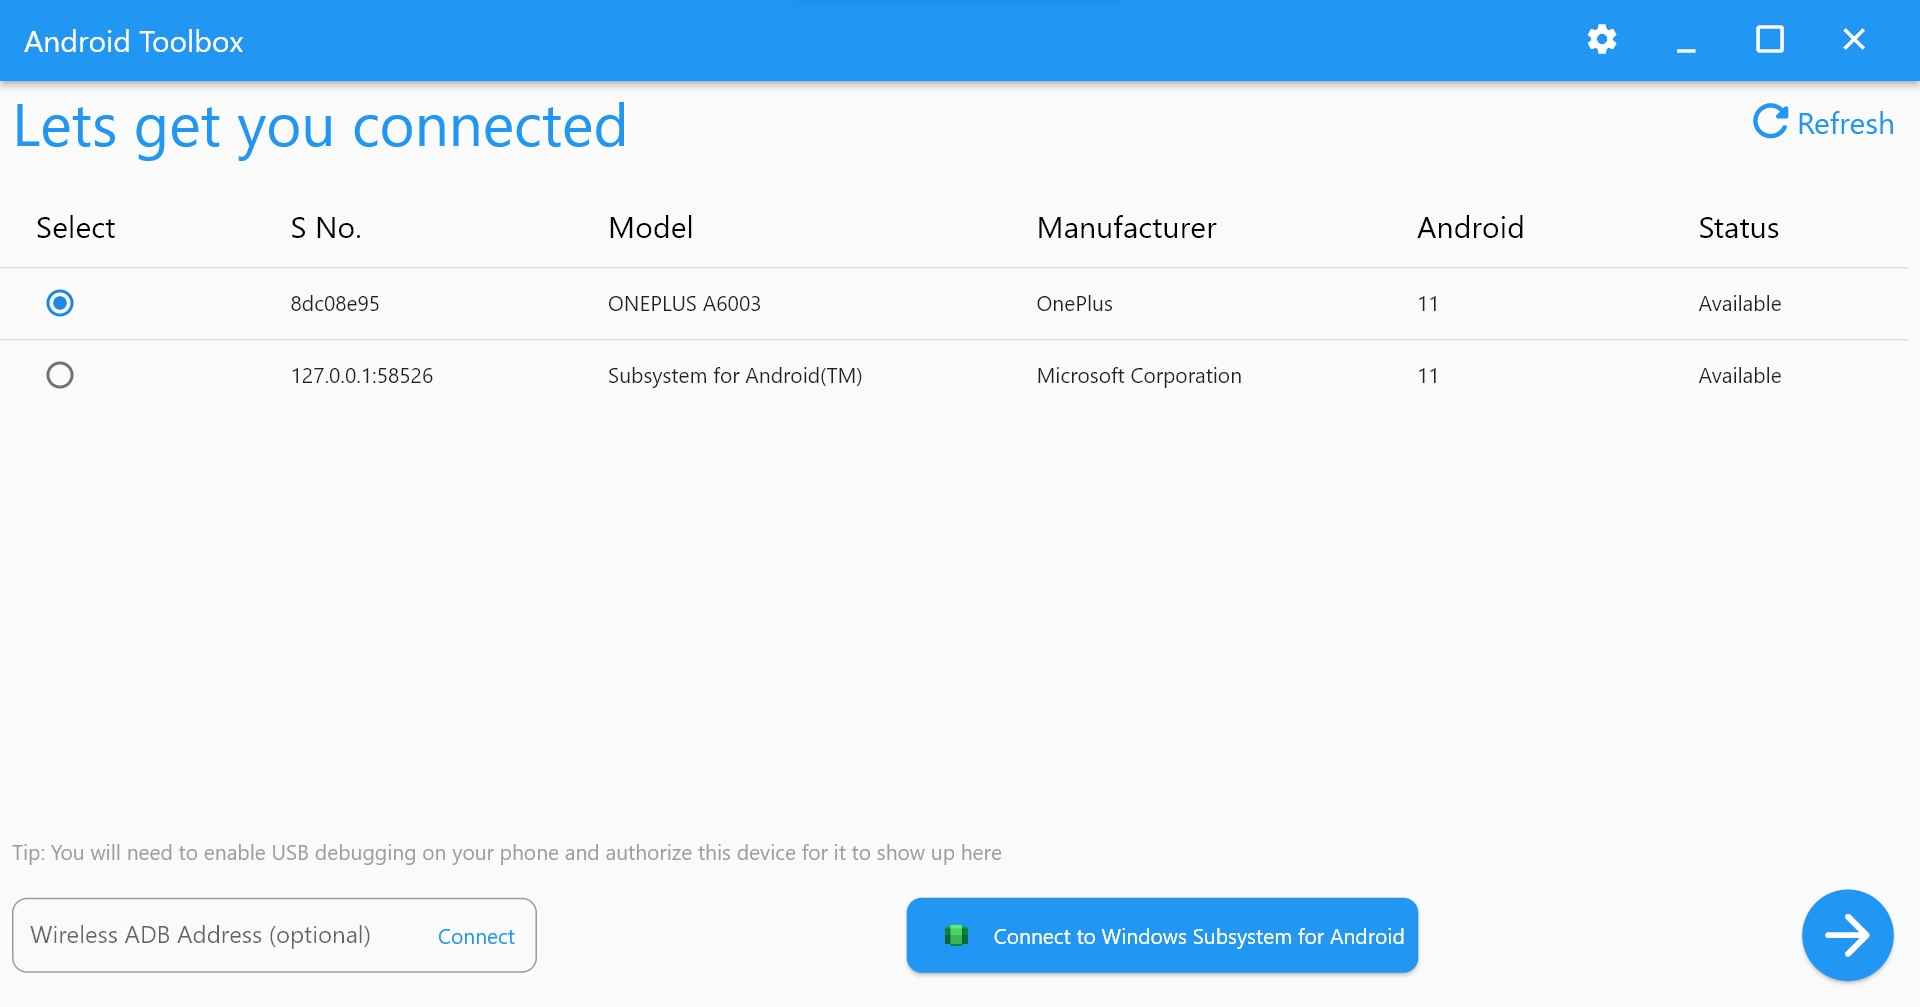 Android Toolbox
Lets get you connected
Refresh
Select S No. Model Manufacturer Android Status
8dc08e95 ONEPLUS A6003 OnePlus 11 Available
127.0.0.1:58526 Subsystem for Android(TM) Microsoft Corporation 11 Available
Tip: You will need to enable USB debugging on your phone and authorize this device for it to show up here
Wireless ADB Address (optional) Connect
Connect to Windows Subsystem for Android